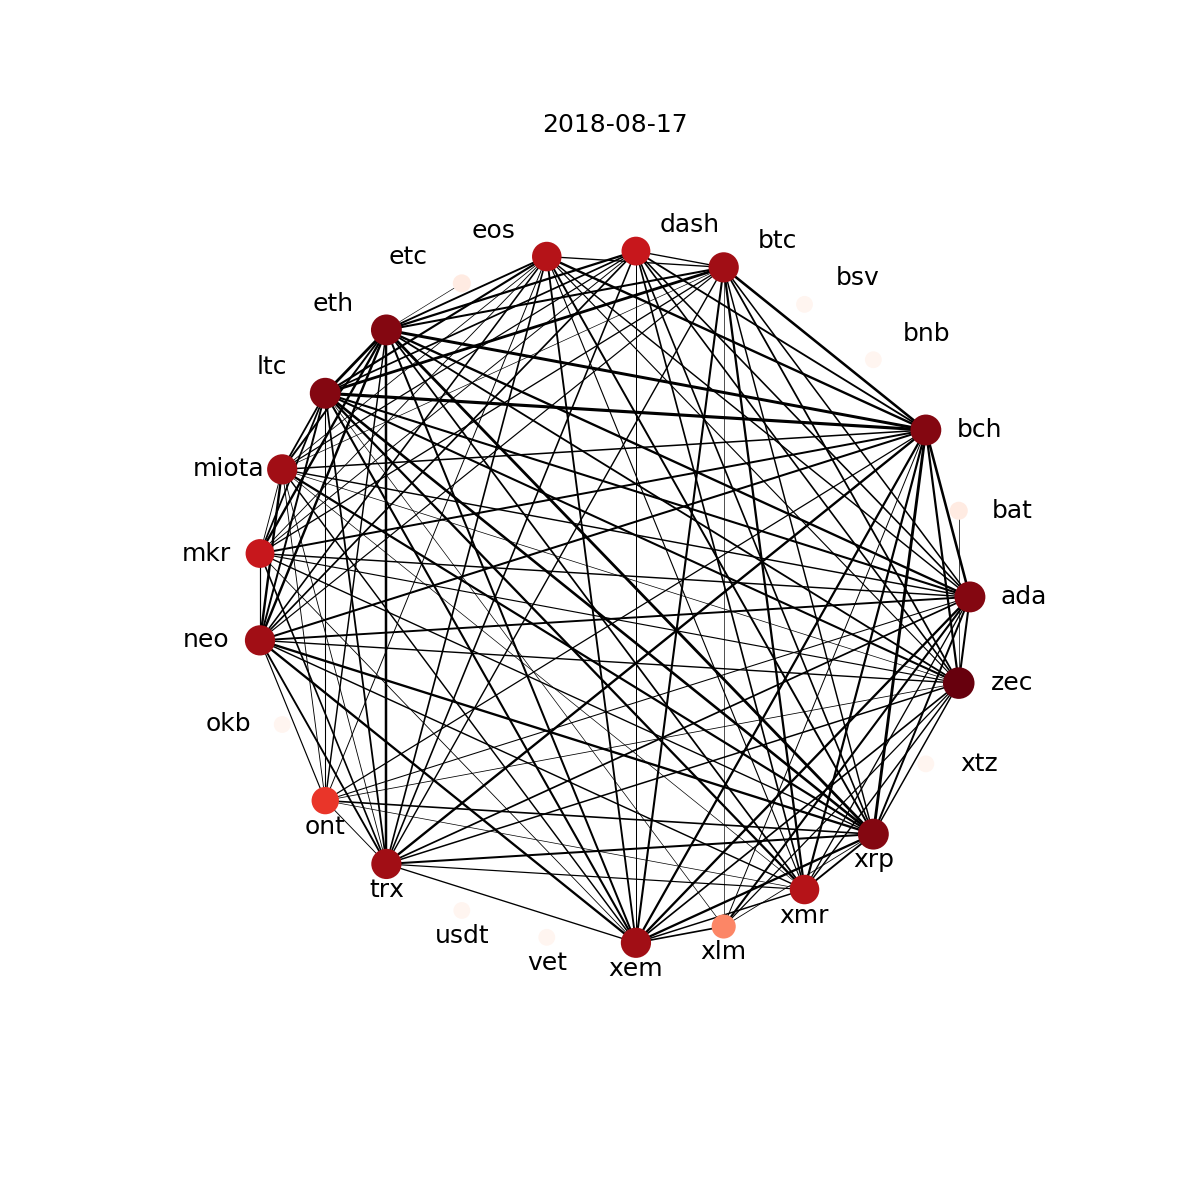 2018-08-17
dash
eos
btc
etc
bsv
eth
bnb
ltc
bch
miota
bat
mkr
ada
neo
zec
okb
xtz
ont
xrp
trx
xmr
usdt
xlm
vet
xem